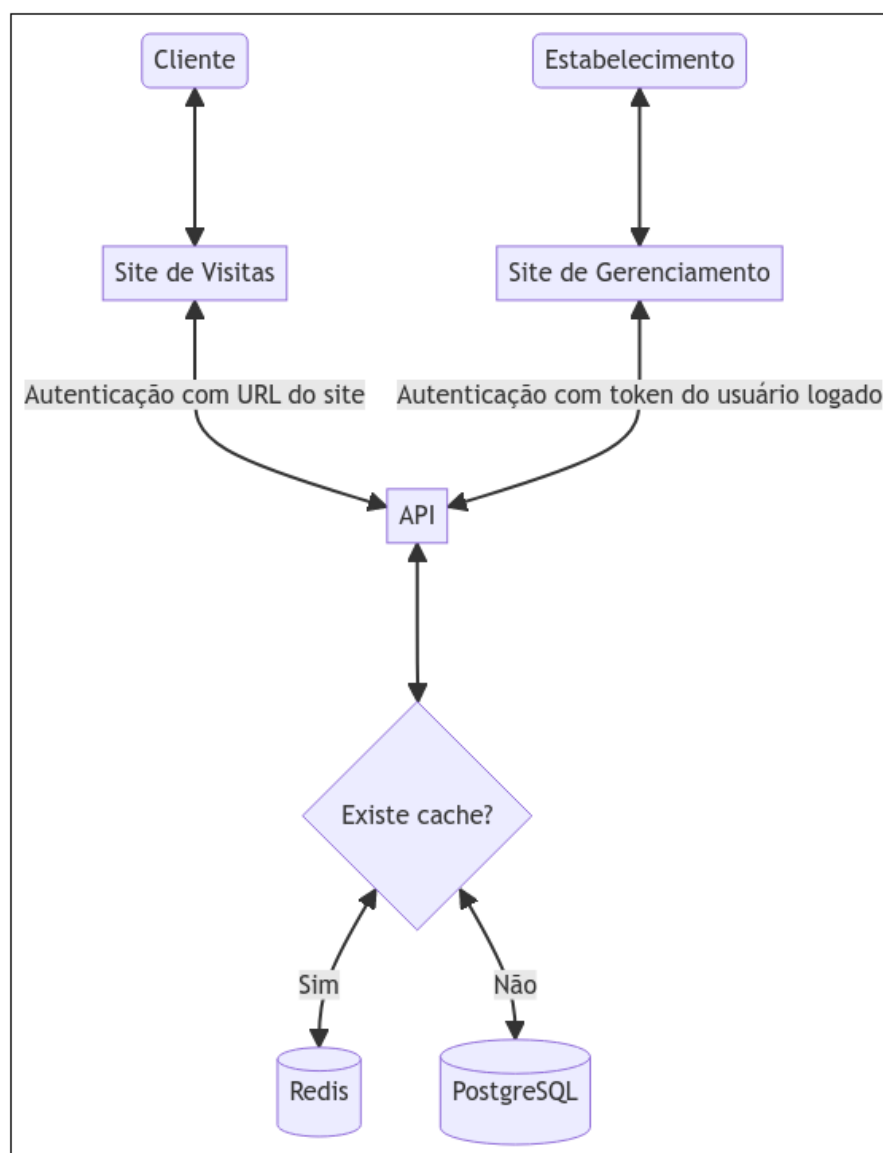 Cliente
Estabelecimento
Site de Visitas
Site de Gerenciamento
Autenticação com URL do site
Autenticação com token do usuário logado
API
Existe cache?
Sim
Não
Redis
PostgreSQL